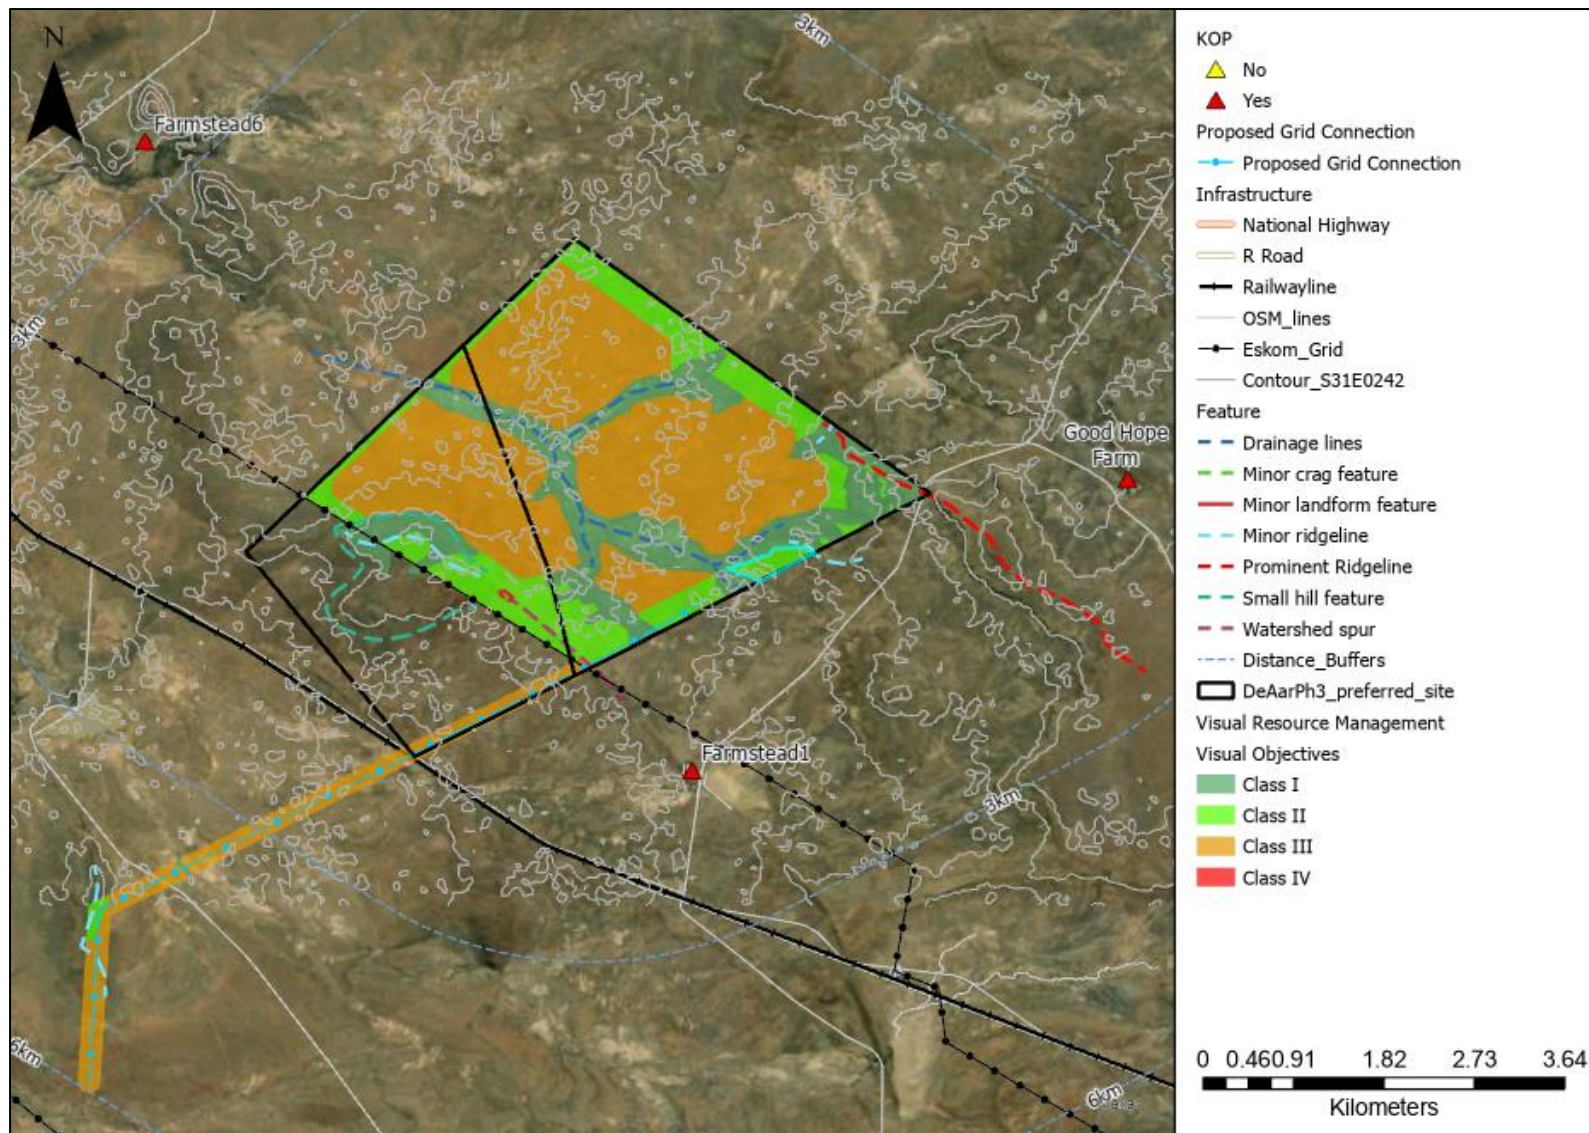 N
3km
Farmstead6
3km
Good Hope
Farm
Farmstead1
3km
6km
6km
KOP
No
Yes
Proposed Grid Connection
Proposed Grid Connection
Infrastructure
National Highway
R Road
Railwayline
OSM_lines
Eskom_Grid
Contour_S31E0242
Feature
Drainage lines
Minor crag feature
Minor landform feature
Minor ridgeline
Prominent Ridgeline
Small hill feature
Watershed spur
Distance_Buffers
DeAarPh3_preferred_site
Visual Resource Management
Visual Objectives
Class I
Class II
Class III
Class IV
0 0.46 0.91 1.82 2.73 3.64
Kilometers